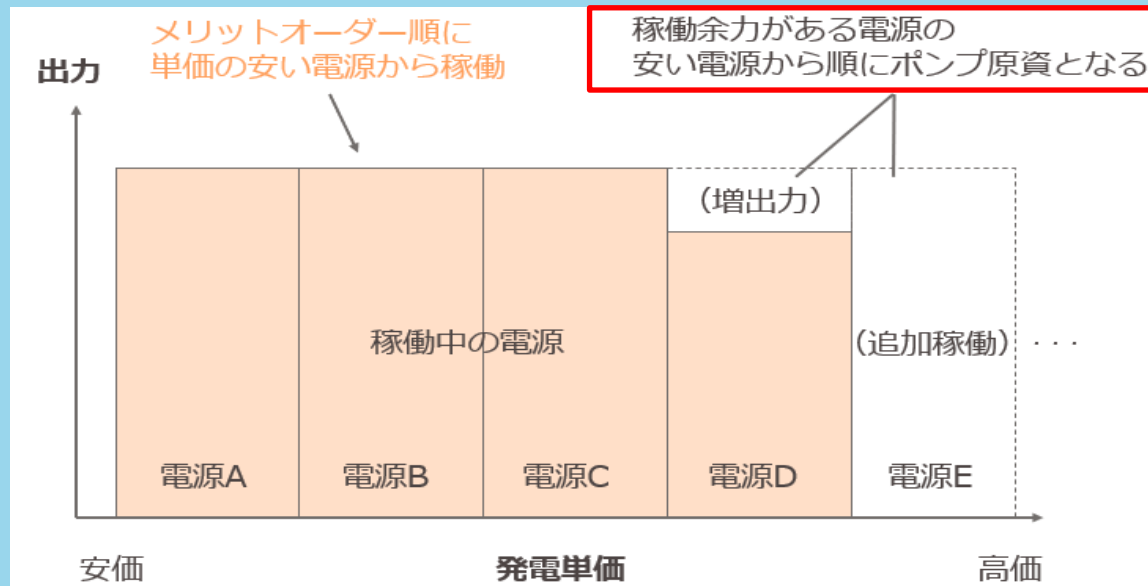 メリットオーダー順に
単価の安い電源から稼働
稼働余力がある電源の
安い電源から順にポンプ原資となる
出力
(増出力)
稼働中の電源
(追加稼働)
···
電源A
電源B
電源C
電源D
電源E
安価
発電単価
高価